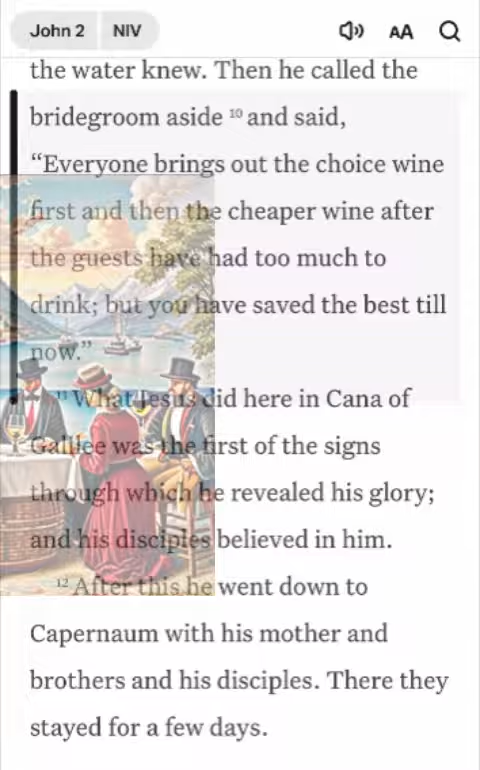 John 2 NIV AA
the water knew. Then he called the
bridegroom aside ¹⁰ and said,
“Everyone brings out the choice wine
first and then the cheaper wine after
the guests have had too much to
drink; but you have saved the best till
now.”
¹¹ What Jesus did here in Cana of
Galilee was the first of the signs
through which he revealed his glory;
and his disciples believed in him.
¹² After this he went down to
Capernaum with his mother and
brothers and his disciples. There they
stayed for a few days.